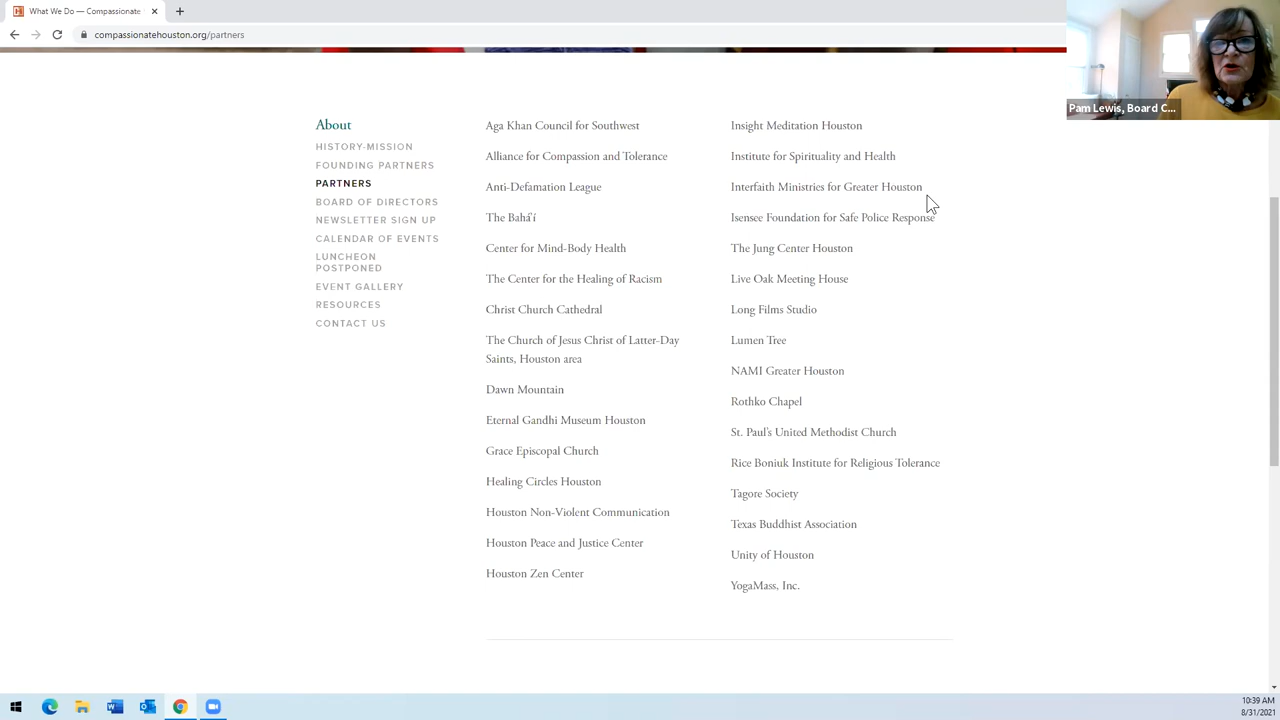 What We Do — Compassionate
compassionatehouston.org/partners
Pam Lewis, Board C...
About
HISTORY-MISSION
FOUNDING PARTNERS
PARTNERS
BOARD OF DIRECTORS
NEWSLETTER SIGN UP
CALENDAR OF EVENTS
LUNCHEON
POSTPONED
EVENT GALLERY
RESOURCES
CONTACT US
Aga Khan Council for Southwest
Alliance for Compassion and Tolerance
Anti-Defamation League
The Bahá'í
Center for Mind-Body Health
The Center for the Healing of Racism
Christ Church Cathedral
The Church of Jesus Christ of Latter-Day
Saints, Houston area
Dawn Mountain
Eternal Gandhi Museum Houston
Grace Episcopal Church
Healing Circles Houston
Houston Non-Violent Communication
Houston Peace and Justice Center
Houston Zen Center
Insight Meditation Houston
Institute for Spirituality and Health
Interfaith Ministries for Greater Houston
Isensee Foundation for Safe Police Response
The Jung Center Houston
Live Oak Meeting House
Long Films Studio
Lumen Tree
NAMI Greater Houston
Rothko Chapel
St. Paul's United Methodist Church
Rice Boniuk Institute for Religious Tolerance
Tagore Society
Texas Buddhist Association
Unity of Houston
YogaMass, Inc.
10:39 AM
8/31/2021